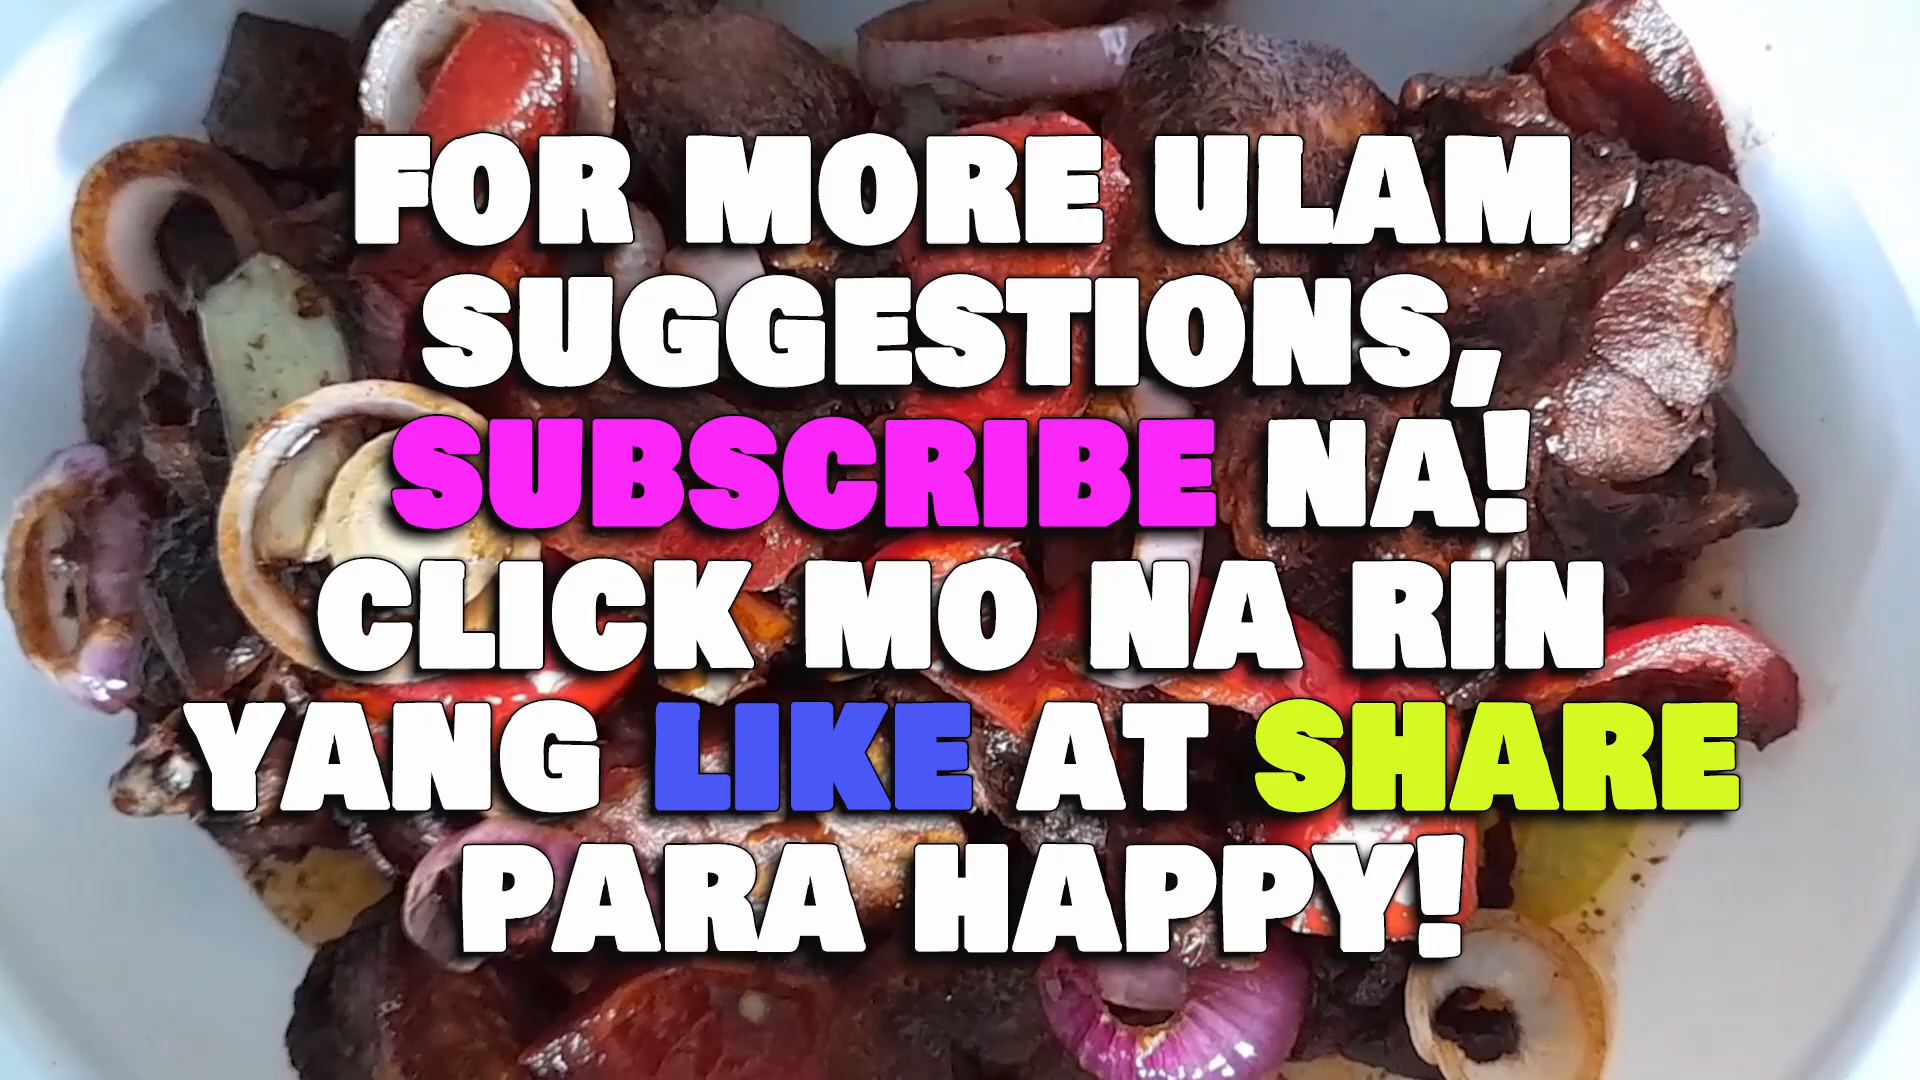 FOR MORE ULAM
SUGGESTIONS,
SUBSCRIBE NA!
CLICK MO NA RIN
YANG LIKE AT SHARE
PARA HAPPY!